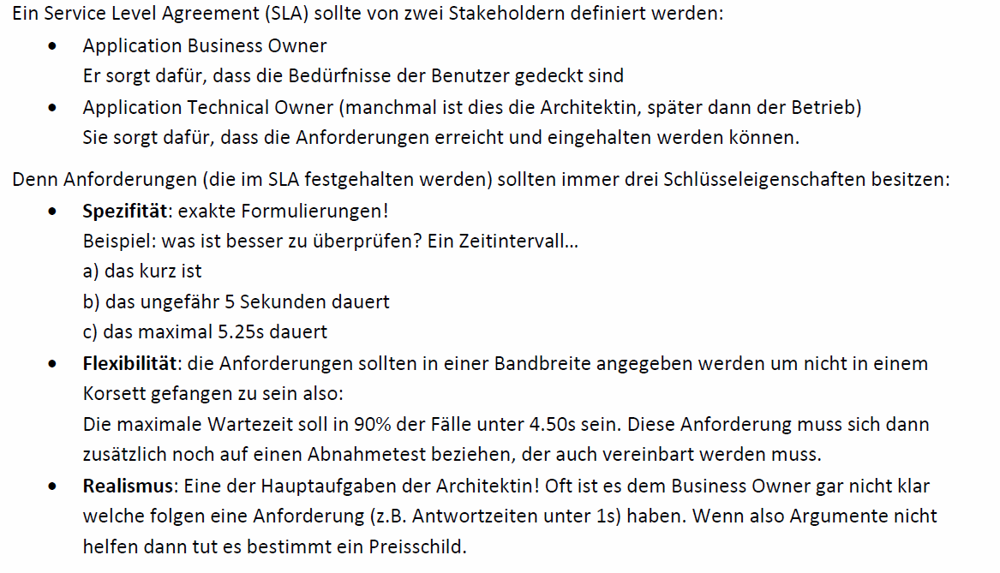 Ein Service Level Agreement (SLA) sollte von zwei Stakeholdern definiert werden:
• Application Business Owner
Er sorgt dafür, dass die Bedürfnisse der Benutzer gedeckt sind
• Application Technical Owner (manchmal ist dies die Architektin, später dann der Betrieb)
Sie sorgt dafür, dass die Anforderungen erreicht und eingehalten werden können.
Denn Anforderungen (die im SLA festgehalten werden) sollten immer drei Schlüsseleigenschaften besitzen:
• Spezifität: exakte Formulierungen!
Beispiel: was ist besser zu überprüfen? Ein Zeitintervall…
a) das kurz ist
b) das ungefähr 5 Sekunden dauert
c) das maximal 5.25s dauert
• Flexibilität: die Anforderungen sollten in einer Bandbreite angegeben werden um nicht in einem
Korsett gefangen zu sein also:
Die maximale Wartezeit soll in 90% der Fälle unter 4.50s sein. Diese Anforderung muss sich dann
zusätzlich noch auf einen Abnahmetest beziehen, der auch vereinbart werden muss.
• Realismus: Eine der Hauptaufgaben der Architektin! Oft ist es dem Business Owner gar nicht klar
welche folgen eine Anforderung (z.B. Antwortzeiten unter 1s) haben. Wenn also Argumente nicht
helfen dann tut es bestimmt ein Preisschild.